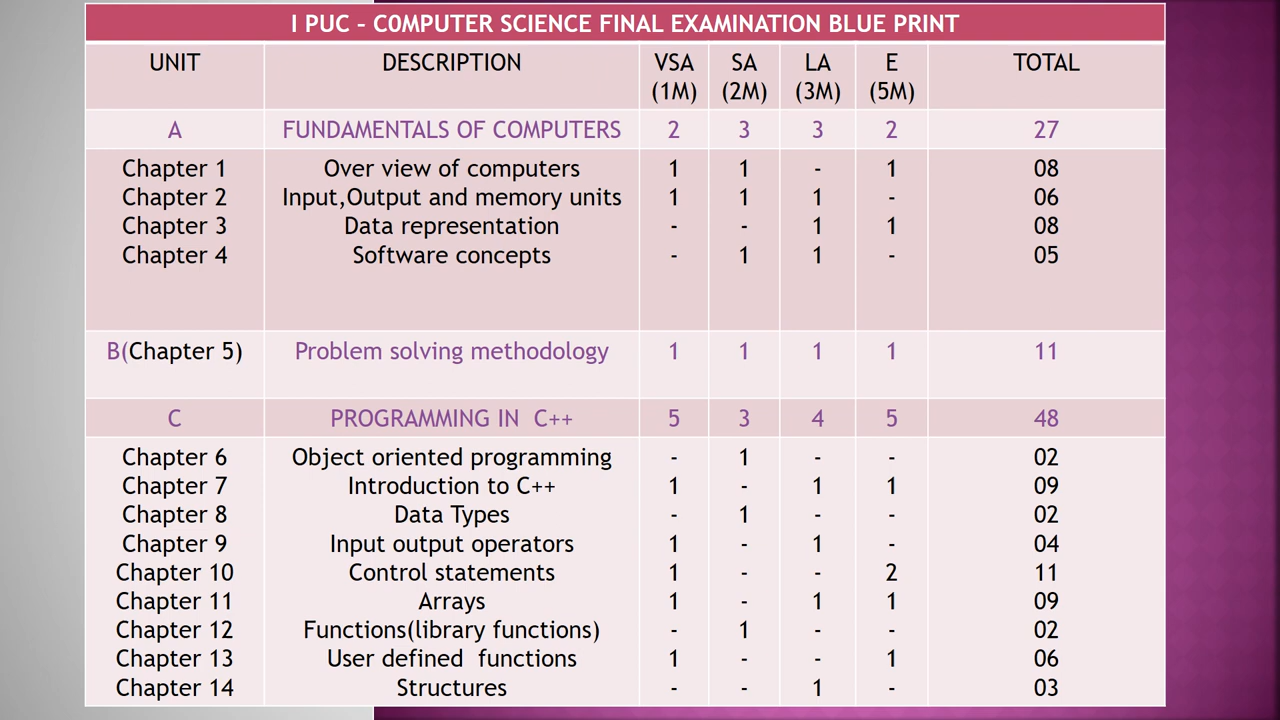 I PUC – C0MPUTER SCIENCE FINAL EXAMINATION BLUE PRINT
UNIT DESCRIPTION VSA (1M) SA (2M) LA (3M) E (5M) TOTAL
A FUNDAMENTALS OF COMPUTERS 2 3 3 2 27
Chapter 1 Over view of computers 1 1 - 1 08
Chapter 2 Input,Output and memory units 1 1 1 - 06
Chapter 3 Data representation - - 1 1 08
Chapter 4 Software concepts - 1 1 - 05
B(Chapter 5) Problem solving methodology 1 1 1 1 11
C PROGRAMMING IN C++ 5 3 4 5 48
Chapter 6 Object oriented programming - 1 - - 02
Chapter 7 Introduction to C++ 1 - 1 1 09
Chapter 8 Data Types - 1 - - 02
Chapter 9 Input output operators 1 - 1 - 04
Chapter 10 Control statements 1 - - 2 11
Chapter 11 Arrays 1 - 1 1 09
Chapter 12 Functions(library functions) - 1 - - 02
Chapter 13 User defined functions 1 - - 1 06
Chapter 14 Structures - - 1 - 03